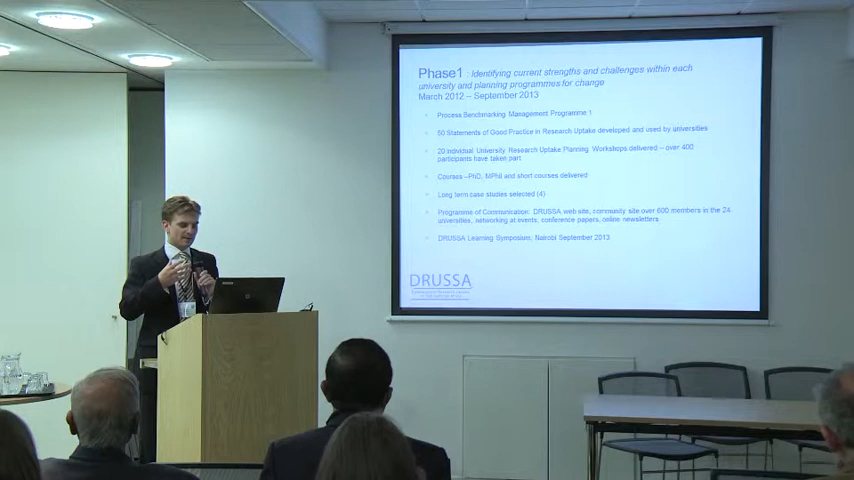 Phase1 : Identifying current strengths and challenges within each
university and planning programmes for change
March 2012 – September 2013
Process Benchmarking Management Programme 1
50 Statements of Good Practice in Research Uptake developed and used by universities
20 Individual University Research Uptake Planning Workshops delivered – over 400
participants have taken part
Courses –PhD, MPhil and short courses delivered
Long term case studies selected (4)
Programme of Communication: DRUSSA web site, community site over 600 members in the 24
universities, networking at events, conference papers, online newsletters
DRUSSA Learning Symposium, Nairobi September 2013
DRUSSA